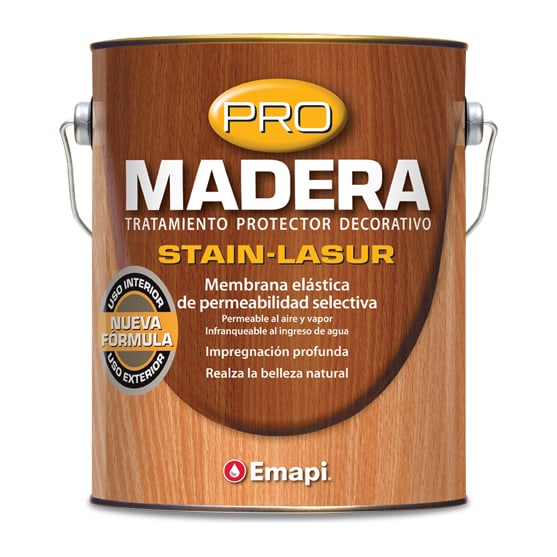 PRO
MADERA
TRATAMIENTO PROTECTOR DECORATIVO
STAIN-LASUR
Membrana elástica
de permeabilidad selectiva
Permeable al aire y vapor
Infranqueable al ingreso de agua
Impregnación profunda
Realza la belleza natural
USO INTERIOR
NUEVA
FÓRMULA
USO EXTERIOR
Emapi